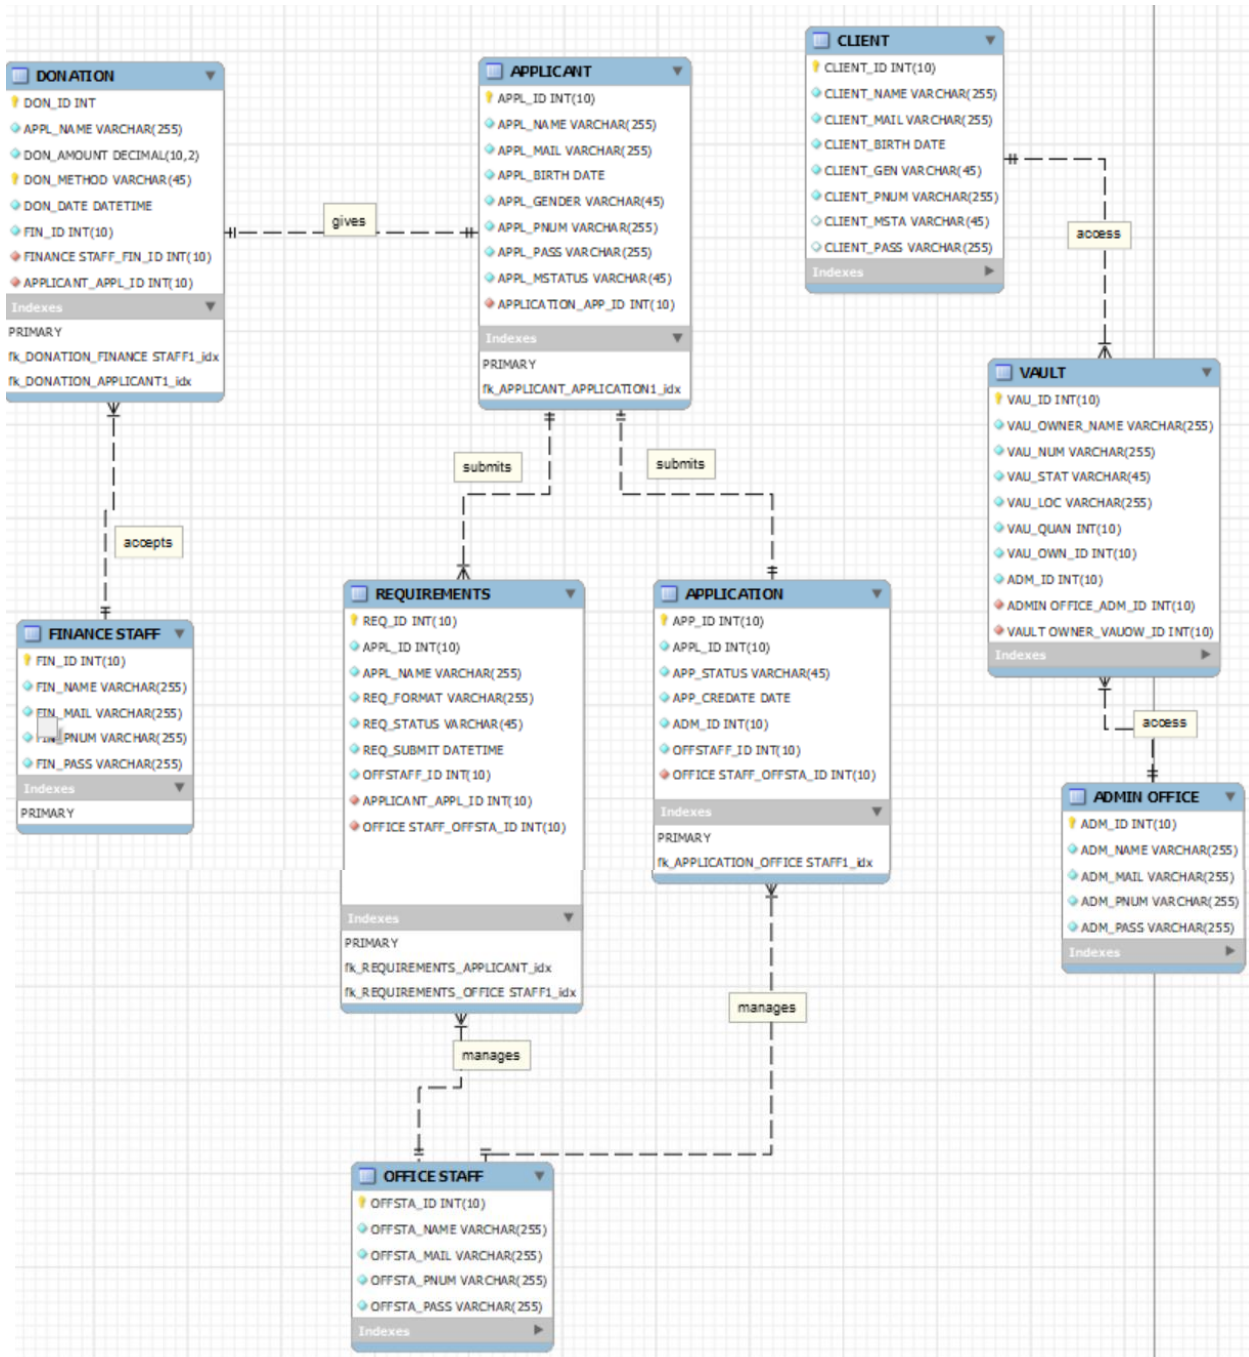 DONATION
DON_ID INT
APPL_NAME VARCHAR(255)
DON_AMOUNT DECIMAL(10,2)
DON_METHOD VARCHAR(45)
DON_DATE DATETIME
FIN_ID INT(10)
FINANCE STAFF_FIN_ID INT(10)
APPLICANT_APPL_ID INT(10)
Indexes
PRIMARY
fk_DONATION_FINANCE STAFF1_idx
fk_DONATION_APPLICANT1_idx
gives
APPLICANT
APPL_ID INT(10)
APPL_NAME VARCHAR(255)
APPL_MAIL VARCHAR(255)
APPL_BIRTH DATE
APPL_GENDER VARCHAR(45)
APPL_PNUM VARCHAR(255)
APPL_PASS VARCHAR(255)
APPL_MSTATUS VARCHAR(45)
APPLICATION_APP_ID INT(10)
Indexes
PRIMARY
fk_APPLICANT_APPLICATION1_idx
CLIENT
CLIENT_ID INT(10)
CLIENT_NAME VARCHAR(255)
CLIENT_MAIL VARCHAR(255)
CLIENT_BIRTH DATE
CLIENT_GEN VARCHAR(45)
CLIENT_PNUM VARCHAR(255)
CLIENT_MSTA VARCHAR(45)
CLIENT_PASS VARCHAR(255)
Indexes
access
VAULT
VAU_ID INT(10)
VAU_OWNER_NAME VARCHAR(255)
VAU_NUM VARCHAR(255)
VAU_STAT VARCHAR(45)
VAU_LOC VARCHAR(255)
VAU_QUAN INT(10)
VAU_OWN_ID INT(10)
ADM_ID INT(10)
ADMIN OFFICE_ADM_ID INT(10)
VAULT OWNER_VAUOW_ID INT(10)
Indexes
submits
submits
accepts
FINANCE STAFF
FIN_ID INT(10)
FIN_NAME VARCHAR(255)
FIN_MAIL VARCHAR(255)
FIN_PNUM VARCHAR(255)
FIN_PASS VARCHAR(255)
Indexes
PRIMARY
REQUIREMENTS
REQ_ID INT(10)
APPL_ID INT(10)
APPL_NAME VARCHAR(255)
REQ_FORMAT VARCHAR(255)
REQ_STATUS VARCHAR(45)
REQ_SUBMIT DATETIME
OFFSTAFF_ID INT(10)
APPLICANT_APPL_ID INT(10)
OFFICE STAFF_OFFSTA_ID INT(10)
Indexes
PRIMARY
fk_REQUIREMENTS_APPLICANT_idx
fk_REQUIREMENTS_OFFICE STAFF1_idx
APPLICATION
APP_ID INT(10)
APPL_ID INT(10)
APP_STATUS VARCHAR(45)
APP_CREDATE DATE
ADM_ID INT(10)
OFFSTAFF_ID INT(10)
OFFICE STAFF_OFFSTA_ID INT(10)
Indexes
PRIMARY
fk_APPLICATION_OFFICE STAFF1_idx
access
ADMIN OFFICE
ADM_ID INT(10)
ADM_NAME VARCHAR(255)
ADM_MAIL VARCHAR(255)
ADM_PNUM VARCHAR(255)
ADM_PASS VARCHAR(255)
Indexes
manages
manages
OFFICE STAFF
OFFSTA_ID INT(10)
OFFSTA_NAME VARCHAR(255)
OFFSTA_MAIL VARCHAR(255)
OFFSTA_PNUM VARCHAR(255)
OFFSTA_PASS VARCHAR(255)
Indexes